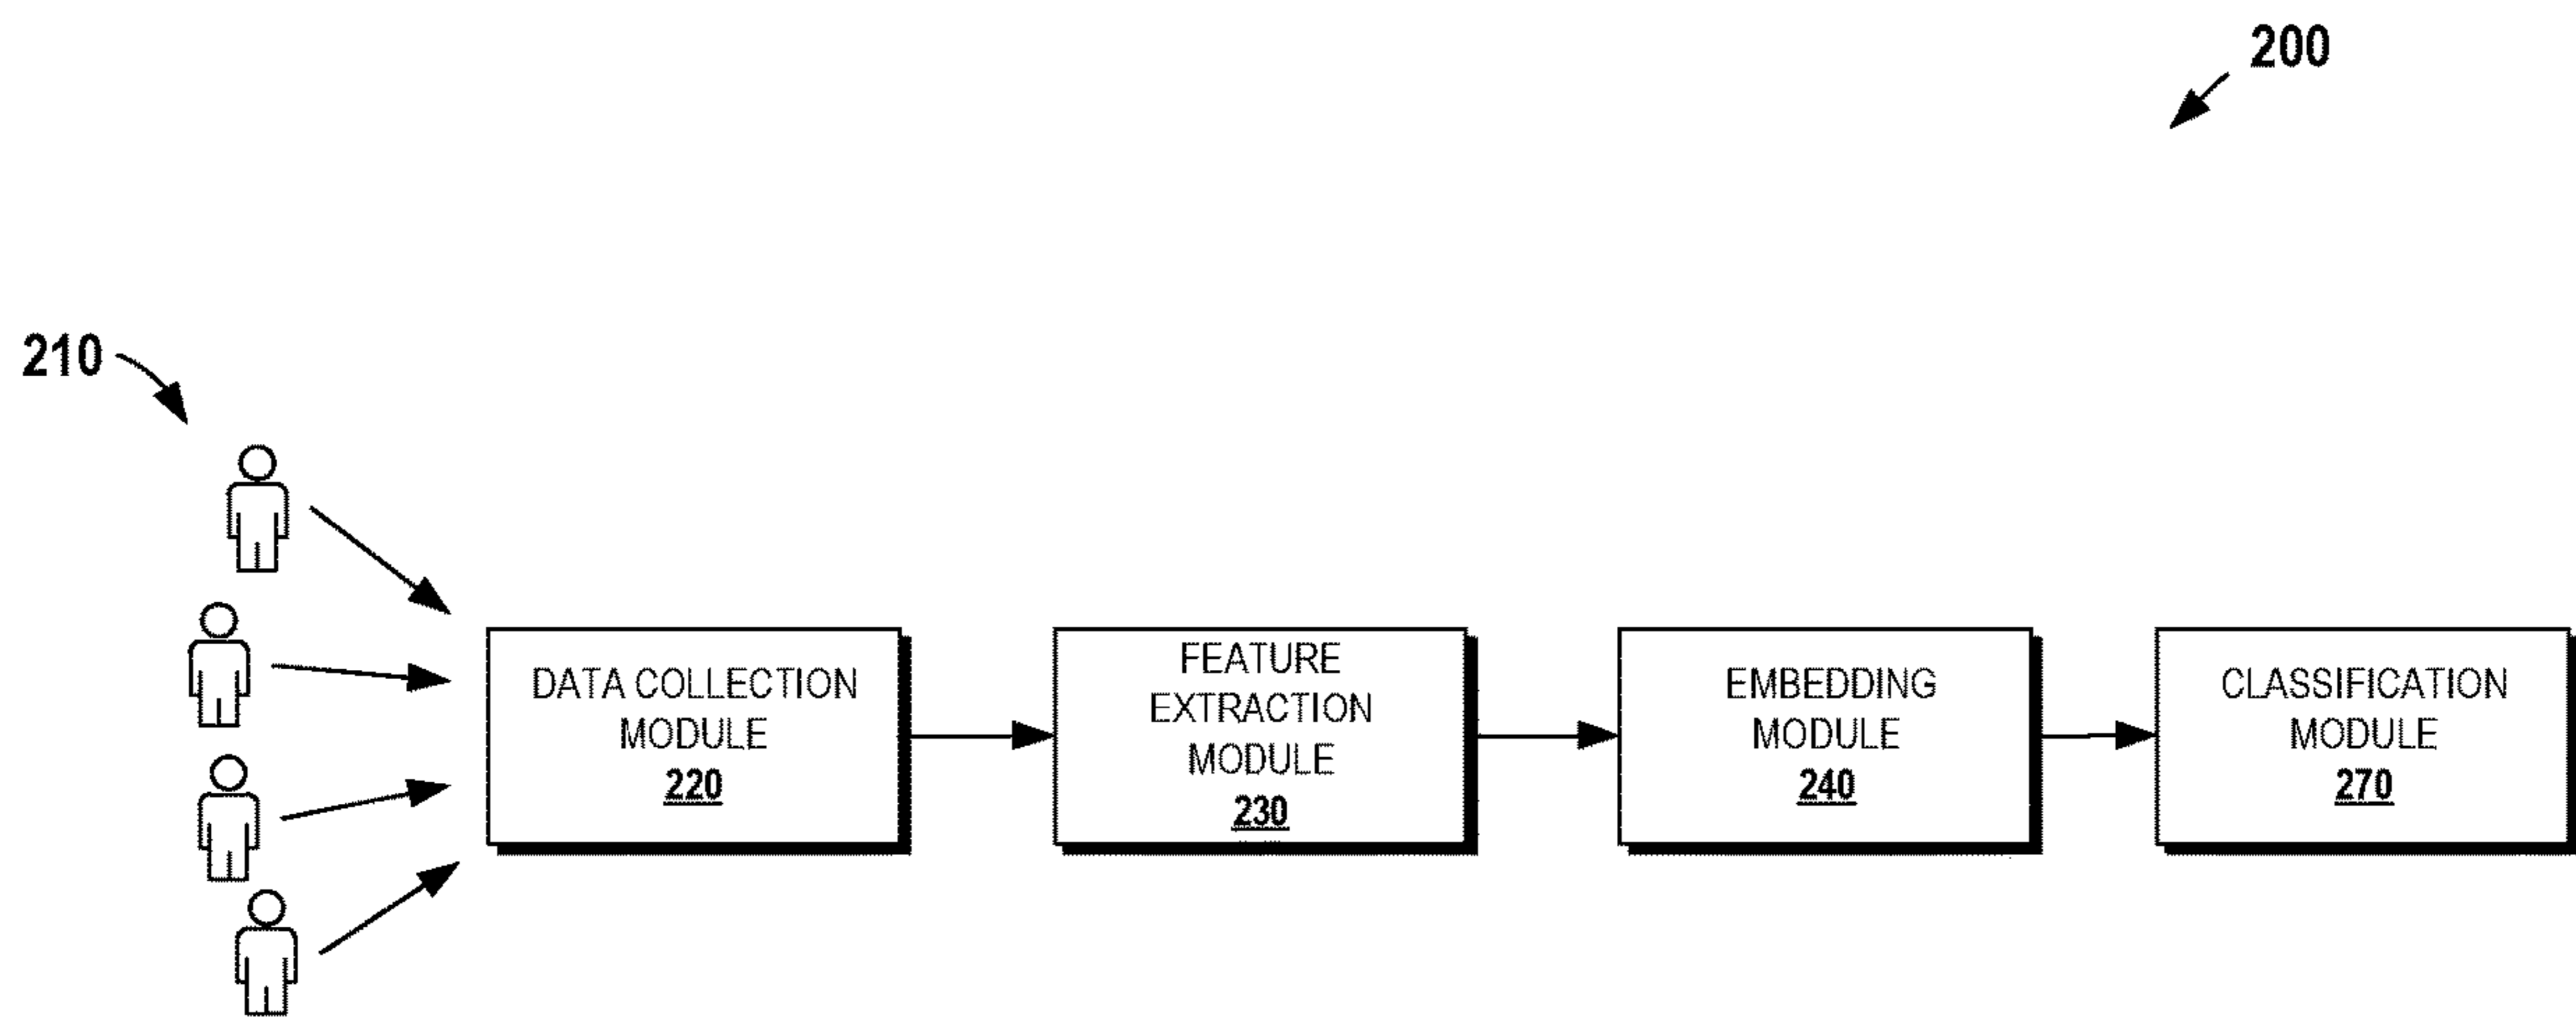 200
210
DATA COLLECTION
MODULE
220
FEATURE
EXTRACTION
MODULE
230
EMBEDDING
MODULE
240
CLASSIFICATION
MODULE
270